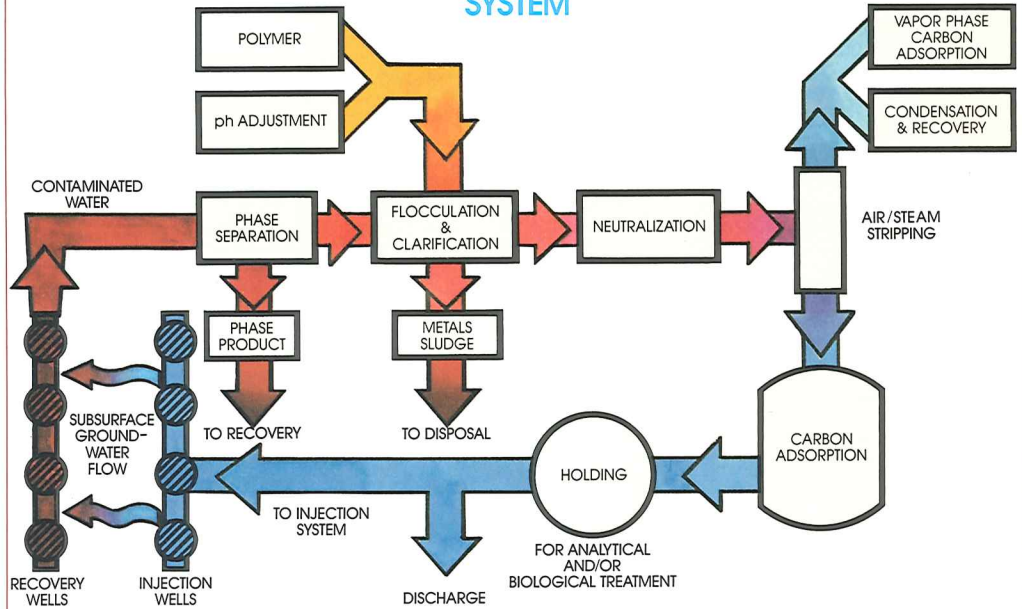 SYSTEM
POLYMER
ph ADJUSTMENT
VAPOR PHASE
CARBON
ADSORPTION
CONDENSATION
& RECOVERY
CONTAMINATED
WATER
PHASE
SEPARATION
FLOCCULATION
&
CLARIFICATION
NEUTRALIZATION
AIR/STEAM
STRIPPING
PHASE
PRODUCT
METALS
SLUDGE
TO RECOVERY
TO DISPOSAL
SUBSURFACE
GROUND-
WATER
FLOW
CARBON
ADSORPTION
HOLDING
TO INJECTION
SYSTEM
FOR ANALYTICAL
AND/OR
BIOLOGICAL TREATMENT
DISCHARGE
RECOVERY
WELLS
INJECTION
WELLS